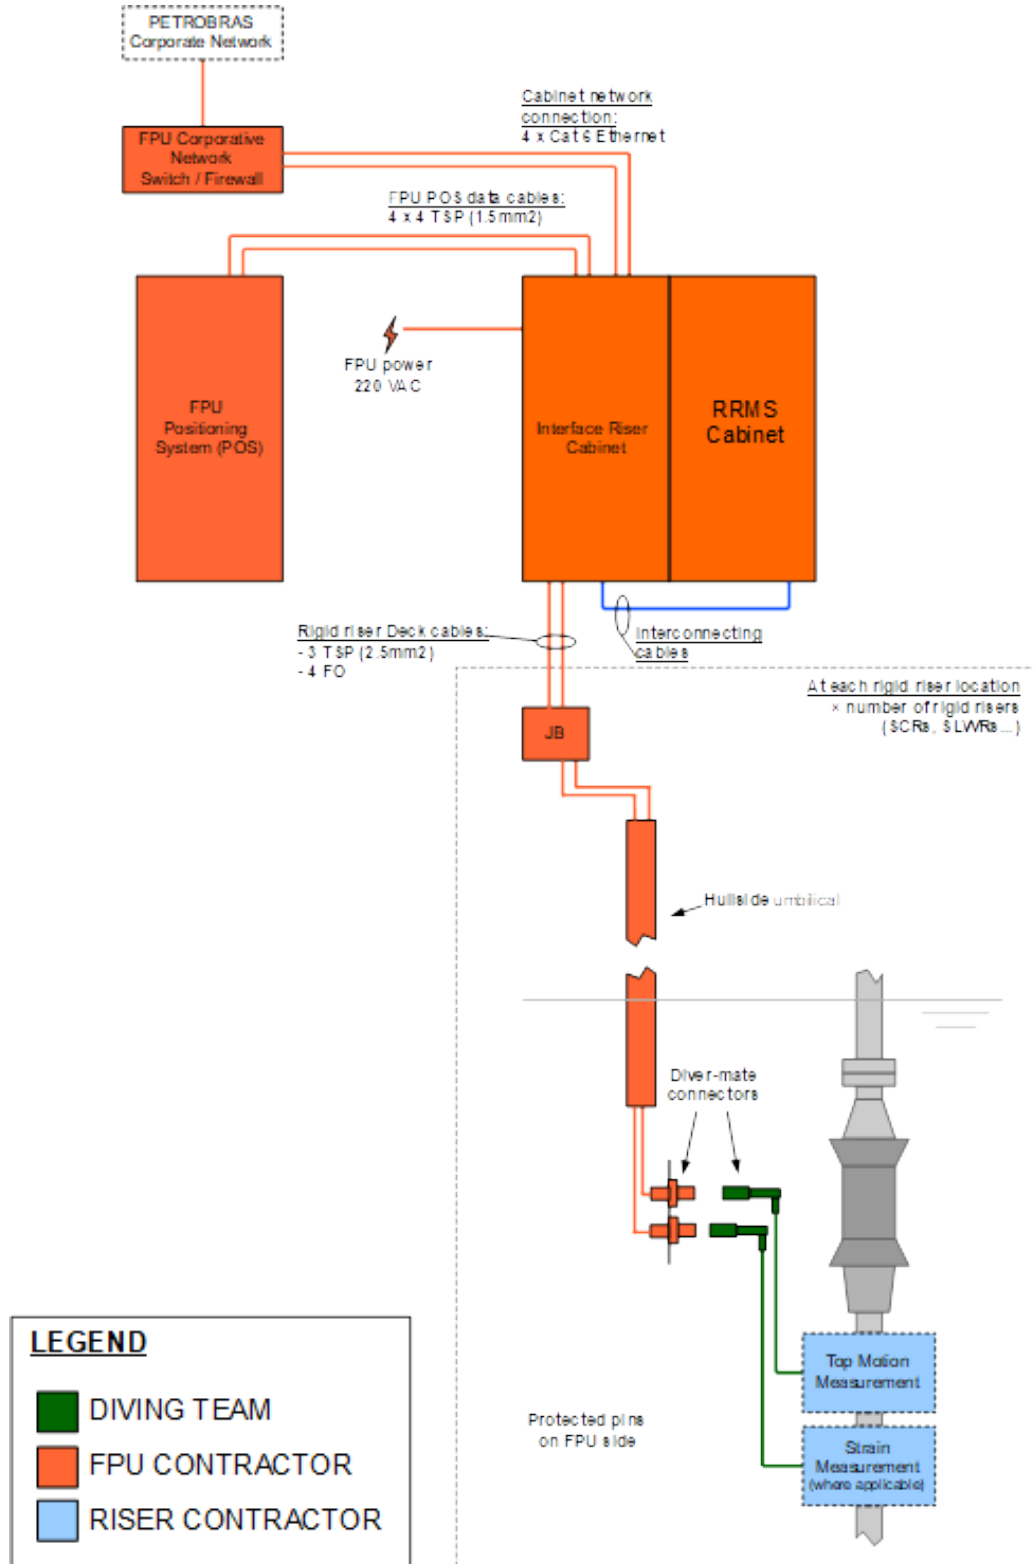 PETROBRAS
Corporate Network
Cabinet network
connection:
4 x Cat 6 Ethernet
FPU Corporative
Network
Switch / Firewall
FPU POS data cables:
4 x 4 TSP (1.5mm2)
FPU power
220 VAC
FPU
Positioning
System (POS)
Interface Riser
Cabinet
RRMS
Cabinet
Rigid riser Deck cables:
- 3 TSP (2.5mm2)
- 4 FO
Interconnecting
cables
At each rigid riser location
× number of rigid risers
(SCRs, SLWRs...)
JB
Hullside umbilical
Diver-mate
connectors
Top Motion
Measurement
Protected pins
on FPU side
Strain
Measurement
(where applicable)
LEGEND
DIVING TEAM
FPU CONTRACTOR
RISER CONTRACTOR